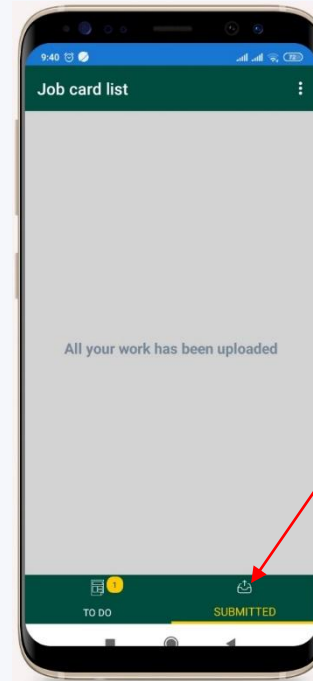 9:40
Job card list
All your work has been uploaded
1
TO DO
SUBMITTED